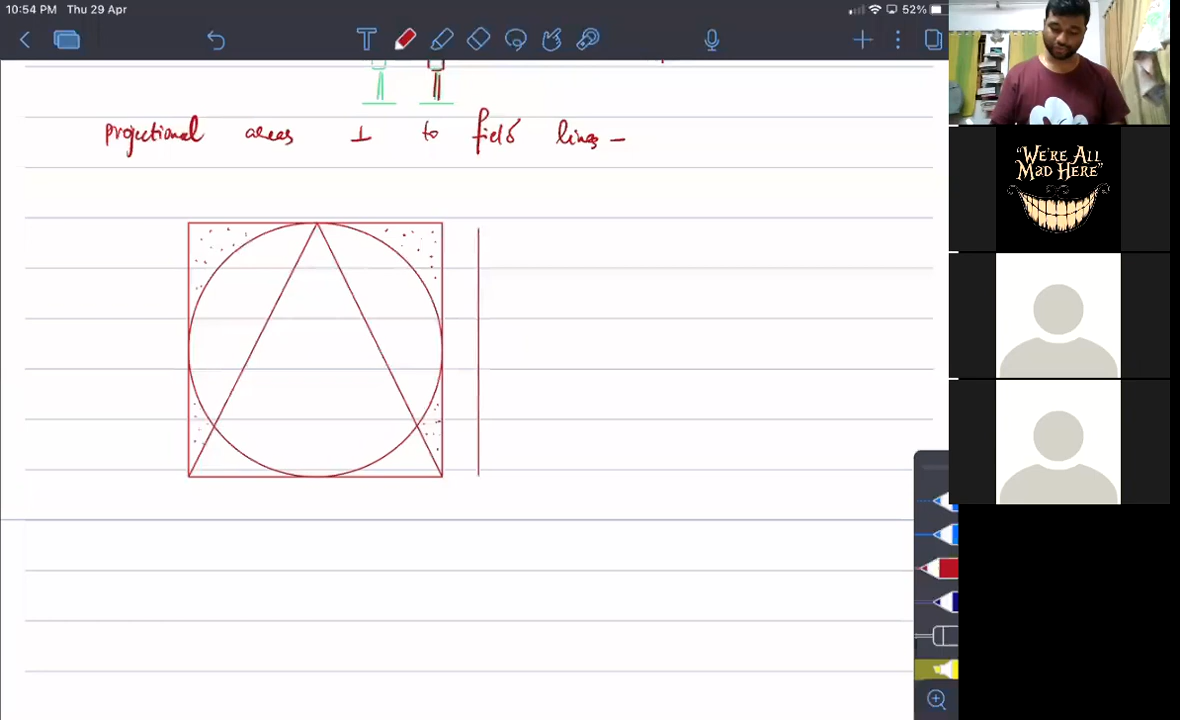 10:54 PM Thu 29 Apr
52%
T
projectional areas ⊥ to field lines -
"WE'RE ALL
MAD HERE"